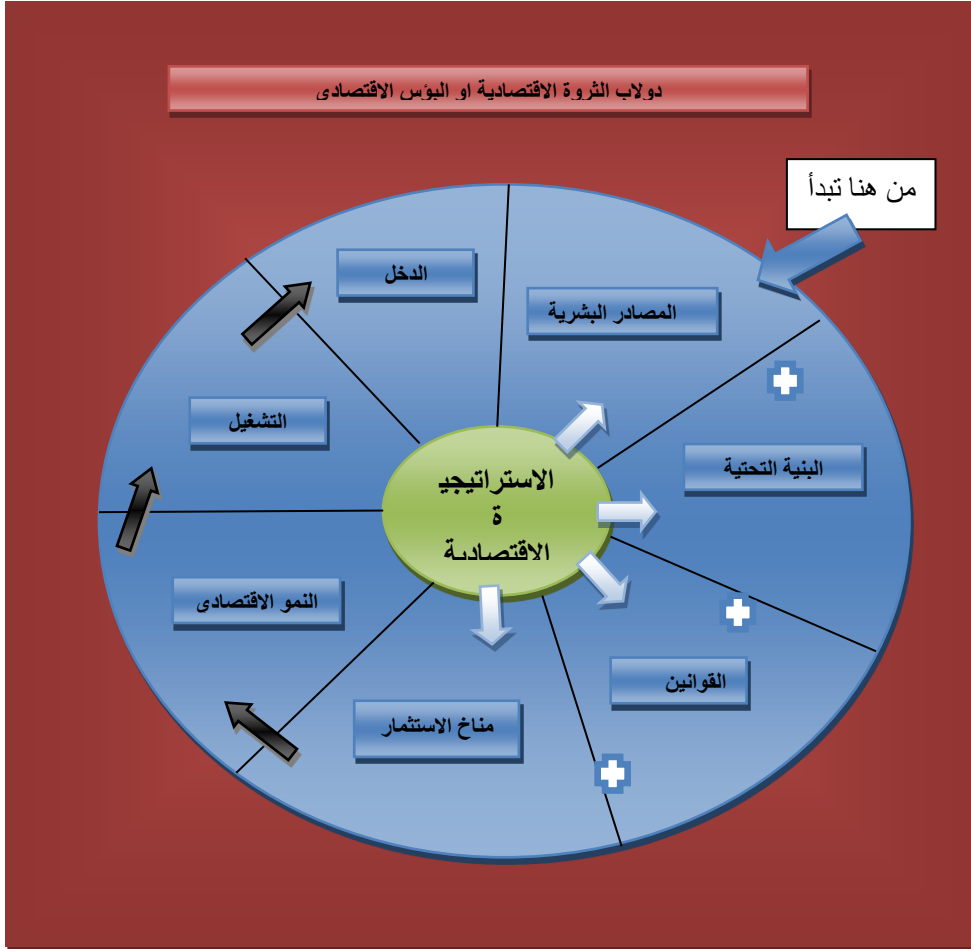 دولاب الثروة الاقتصادية او البؤس الاقتصادى
من هنا تبدأ
الدخل
المصادر البشرية
التشغيل
البنية التحتية
الاستراتيجي
ة
الاقتصادية
النمو الاقتصادى
القوانين
مناخ الاستثمار